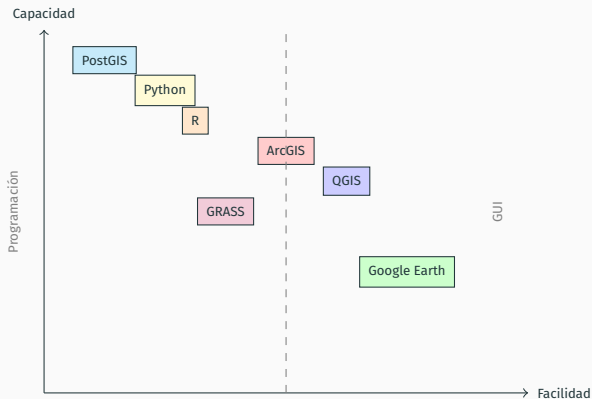 Capacidad
PostGIS
Python
R
ArcGIS
QGIS
Programación
GRASS
GUI
Google Earth
Facilidad